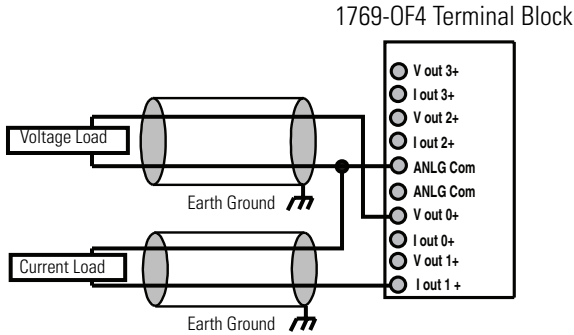 1769-OF4 Terminal Block
V out 3+
I out 3+
V out 2+
I out 2+
ANLG Com
ANLG Com
V out 0+
I out 0+
V out 1+
I out 1 +
Voltage Load
Earth Ground
Current Load
Earth Ground